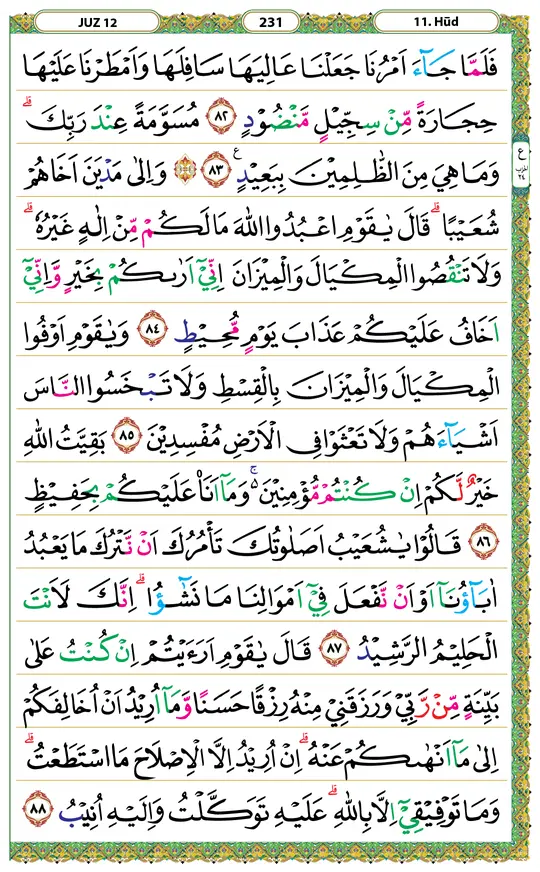 JUZ 12 231 11. Hūd
فَلَمَّا جَآءَ اَمْرُنَا جَعَلْنَا عَالِيَهَا سَافِلَهَا وَاَمْطَرْنَا عَلَيْهَا
حِجَارَةً مِّنْ سِجِّيْلٍ مَّنْضُوْدٍ ۝٨٢ مُسَوَّمَةً عِنْدَ رَبِّكَ ۗ
وَمَا هِيَ مِنَ الظّٰلِمِيْنَ بِبَعِيْدٍ ࣖ ۝٨٣ ۞ وَاِلٰى مَدْيَنَ اَخَاهُمْ
شُعَيْبًا ۗ قَالَ يٰقَوْمِ اعْبُدُوا اللّٰهَ مَا لَكُمْ مِّنْ اِلٰهٍ غَيْرُهٗ ۗ
وَلَا تَنْقُصُوا الْمِكْيَالَ وَالْمِيْزَانَ اِنِّيْٓ اَرٰىكُمْ بِخَيْرٍ وَّاِنِّيْٓ
اَخَافُ عَلَيْكُمْ عَذَابَ يَوْمٍ مُّحِيْطٍ ۝٨٤ وَيٰقَوْمِ اَوْفُوا
الْمِكْيَالَ وَالْمِيْزَانَ بِالْقِسْطِ وَلَا تَبْخَسُوا النَّاسَ
اَشْيَآءَهُمْ وَلَا تَعْثَوْا فِى الْاَرْضِ مُفْسِدِيْنَ ۝٨٥ بَقِيَّتُ اللّٰهِ
خَيْرٌ لَّكُمْ اِنْ كُنْتُمْ مُّؤْمِنِيْنَ ۚە وَمَآ اَنَا۠ عَلَيْكُمْ بِحَفِيْظٍ
۝٨٦ قَالُوْا يٰشُعَيْبُ اَصَلٰوتُكَ تَأْمُرُكَ اَنْ نَّتْرُكَ مَا يَعْبُدُ
اٰبَاۤؤُنَآ اَوْ اَنْ نَّفْعَلَ فِيْٓ اَمْوَالِنَا مَا نَشٰۤؤُا ۗ اِنَّكَ لَاَنْتَ
الْحَلِيْمُ الرَّشِيْدُ ۝٨٧ قَالَ يٰقَوْمِ اَرَءَيْتُمْ اِنْ كُنْتُ عَلٰى
بَيِّنَةٍ مِّنْ رَّبِّيْ وَرَزَقَنِيْ مِنْهُ رِزْقًا حَسَنًا وَّمَآ اُرِيْدُ اَنْ اُخَالِفَكُمْ
اِلٰى مَآ اَنْهٰىكُمْ عَنْهُ ۗ اِنْ اُرِيْدُ اِلَّا الْاِصْلَاحَ مَا اسْتَطَعْتُ ۗ
وَمَا تَوْفِيْقِيْٓ اِلَّا بِاللّٰهِ ۗ عَلَيْهِ تَوَكَّلْتُ وَاِلَيْهِ اُنِيْبُ ۝٨٨
ع
الحزب
٢٤